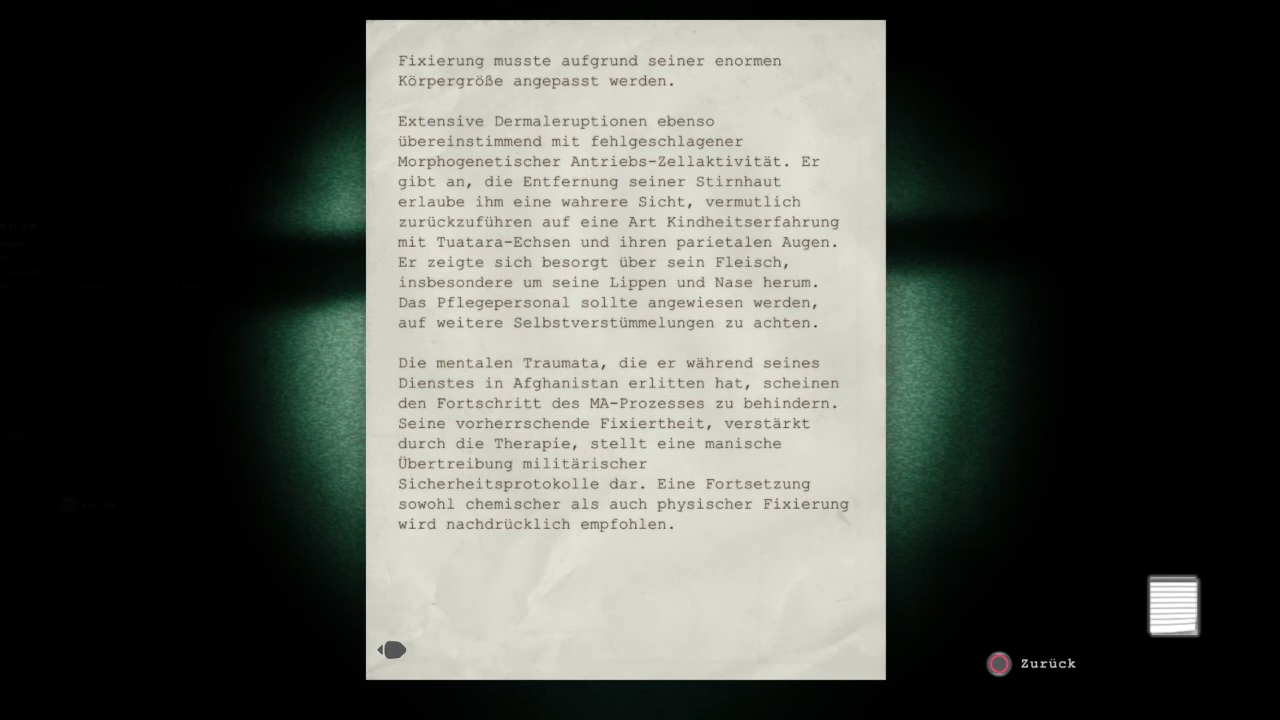 Fixierung musste aufgrund seiner enormen
Körpergröße angepasst werden.
Extensive Dermaleruptionen ebenso
übereinstimmend mit fehlgeschlagener
Morphogenetischer Antriebs-Zellaktivität. Er
gibt an, die Entfernung seiner Stirnhaut
erlaube ihm eine wahrere Sicht, vermutlich
zurückzuführen auf eine Art Kindheitserfahrung
mit Tuatara-Echsen und ihren parietalen Augen.
Er zeigte sich besorgt über sein Fleisch,
insbesondere um seine Lippen und Nase herum.
Das Pflegepersonal sollte angewiesen werden,
auf weitere Selbstverstümmelungen zu achten.
Die mentalen Traumata, die er während seines
Dienstes in Afghanistan erlitten hat, scheinen
den Fortschritt des MA-Prozesses zu behindern.
Seine vorherrschende Fixiertheit, verstärkt
durch die Therapie, stellt eine manische
Übertreibung militärischer
Sicherheitsprotokolle dar. Eine Fortsetzung
sowohl chemischer als auch physischer Fixierung
wird nachdrücklich empfohlen.
Zurück